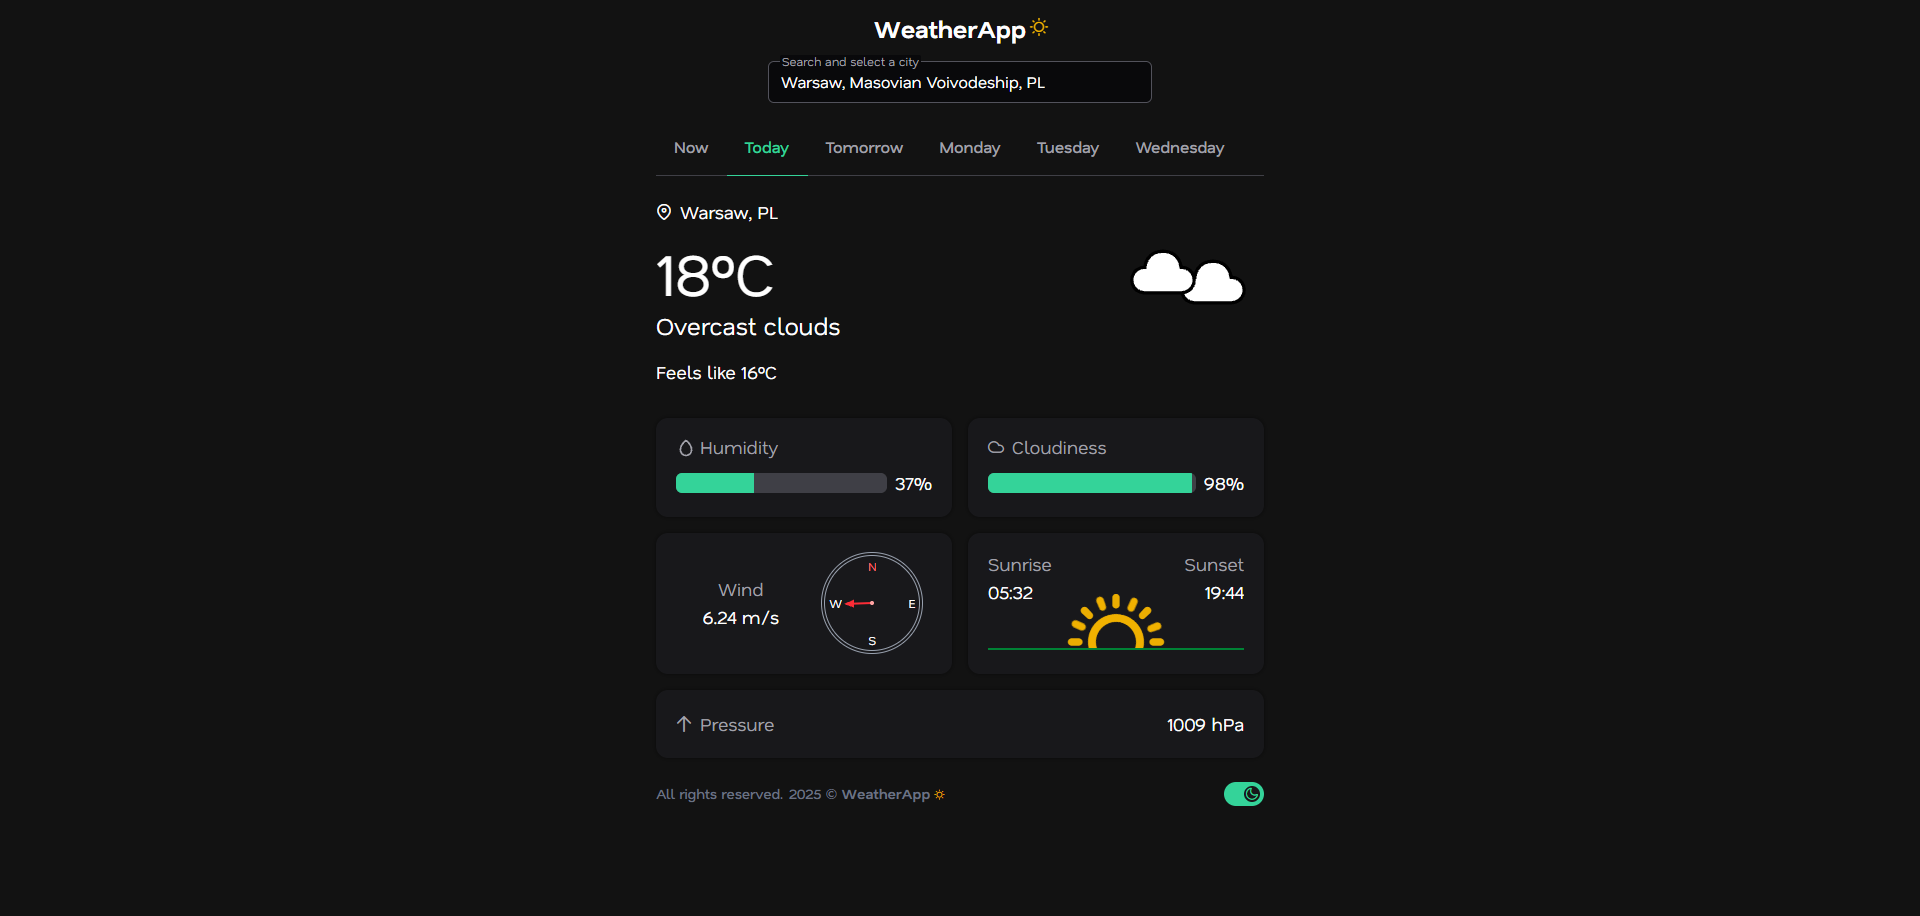 WeatherApp
Search and select a city
Warsaw, Masovian Voivodeship, PL
Now Today Tomorrow Monday Tuesday Wednesday
Warsaw, PL
18ºC
Overcast clouds
Feels like 16ºC
Humidity
37%
Cloudiness
98%
Wind
6.24 m/s
N
W E
S
Sunrise Sunset
05:32 19:44
Pressure 1009 hPa
All rights reserved. 2025 © WeatherApp